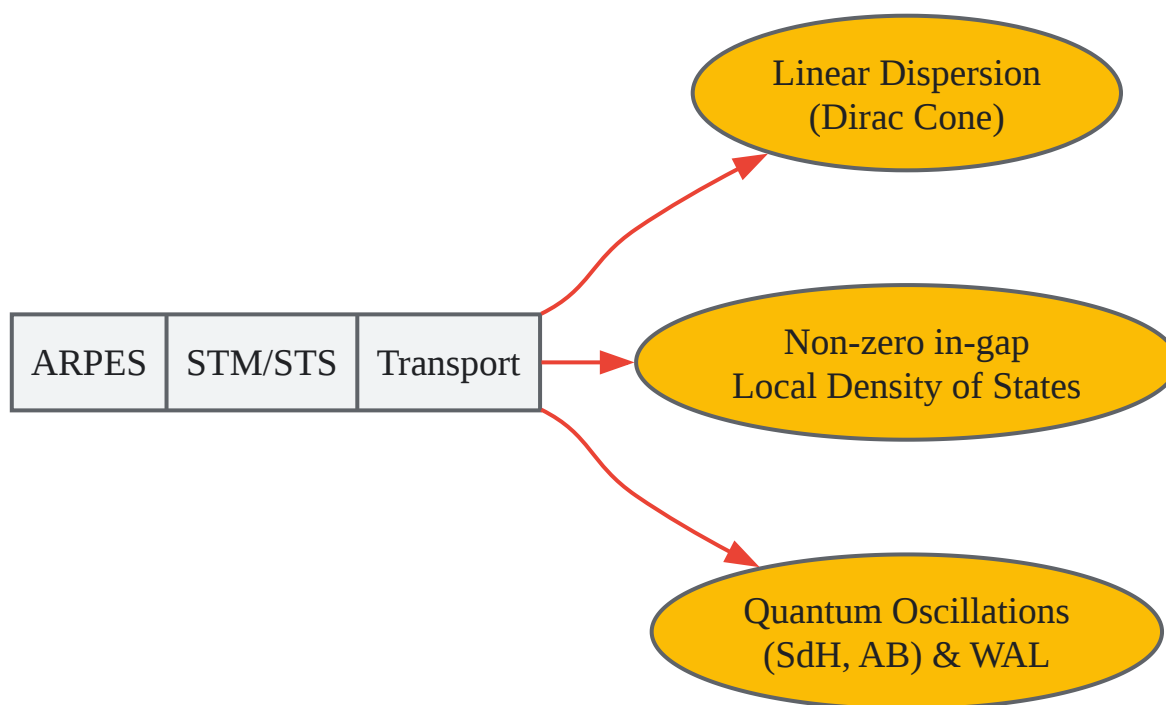 Linear Dispersion
(Dirac Cone)
ARPES
STM/STS
Transport
Non-zero in-gap
Local Density of States
Quantum Oscillations
(SdH, AB) & WAL